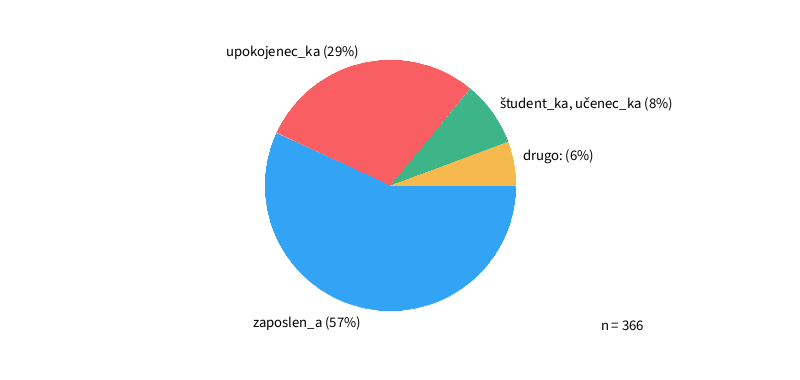 upokojenec_ka (29%)
študent_ka, učenec_ka (8%)
drugo: (6%)
zaposlen_a (57%)
n = 366